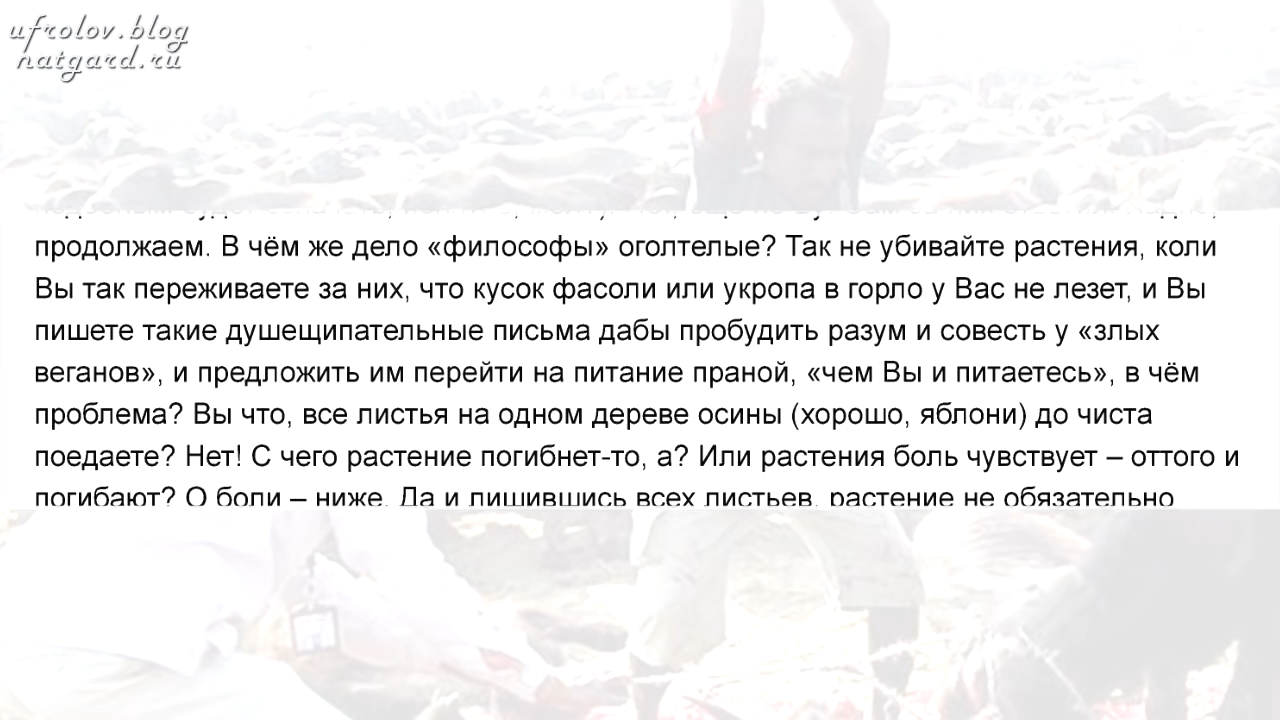 ufrolov.blog
natgard.ru
продолжаем. В чём же дело «философы» оголтелые? Так не убивайте растения, коли
Вы так переживаете за них, что кусок фасоли или укропа в горло у Вас не лезет, и Вы
пишете такие душещипательные письма дабы пробудить разум и совесть у «злых
веганов», и предложить им перейти на питание праной, «чем Вы и питаетесь», в чём
проблема? Вы что, все листья на одном дереве осины (хорошо, яблони) до чиста
поедаете? Нет! С чего растение погибнет-то, а? Или растения боль чувствует – оттого и
погибают? О боли – ниже. Да и лишившись всех листьев, растение не обязательно